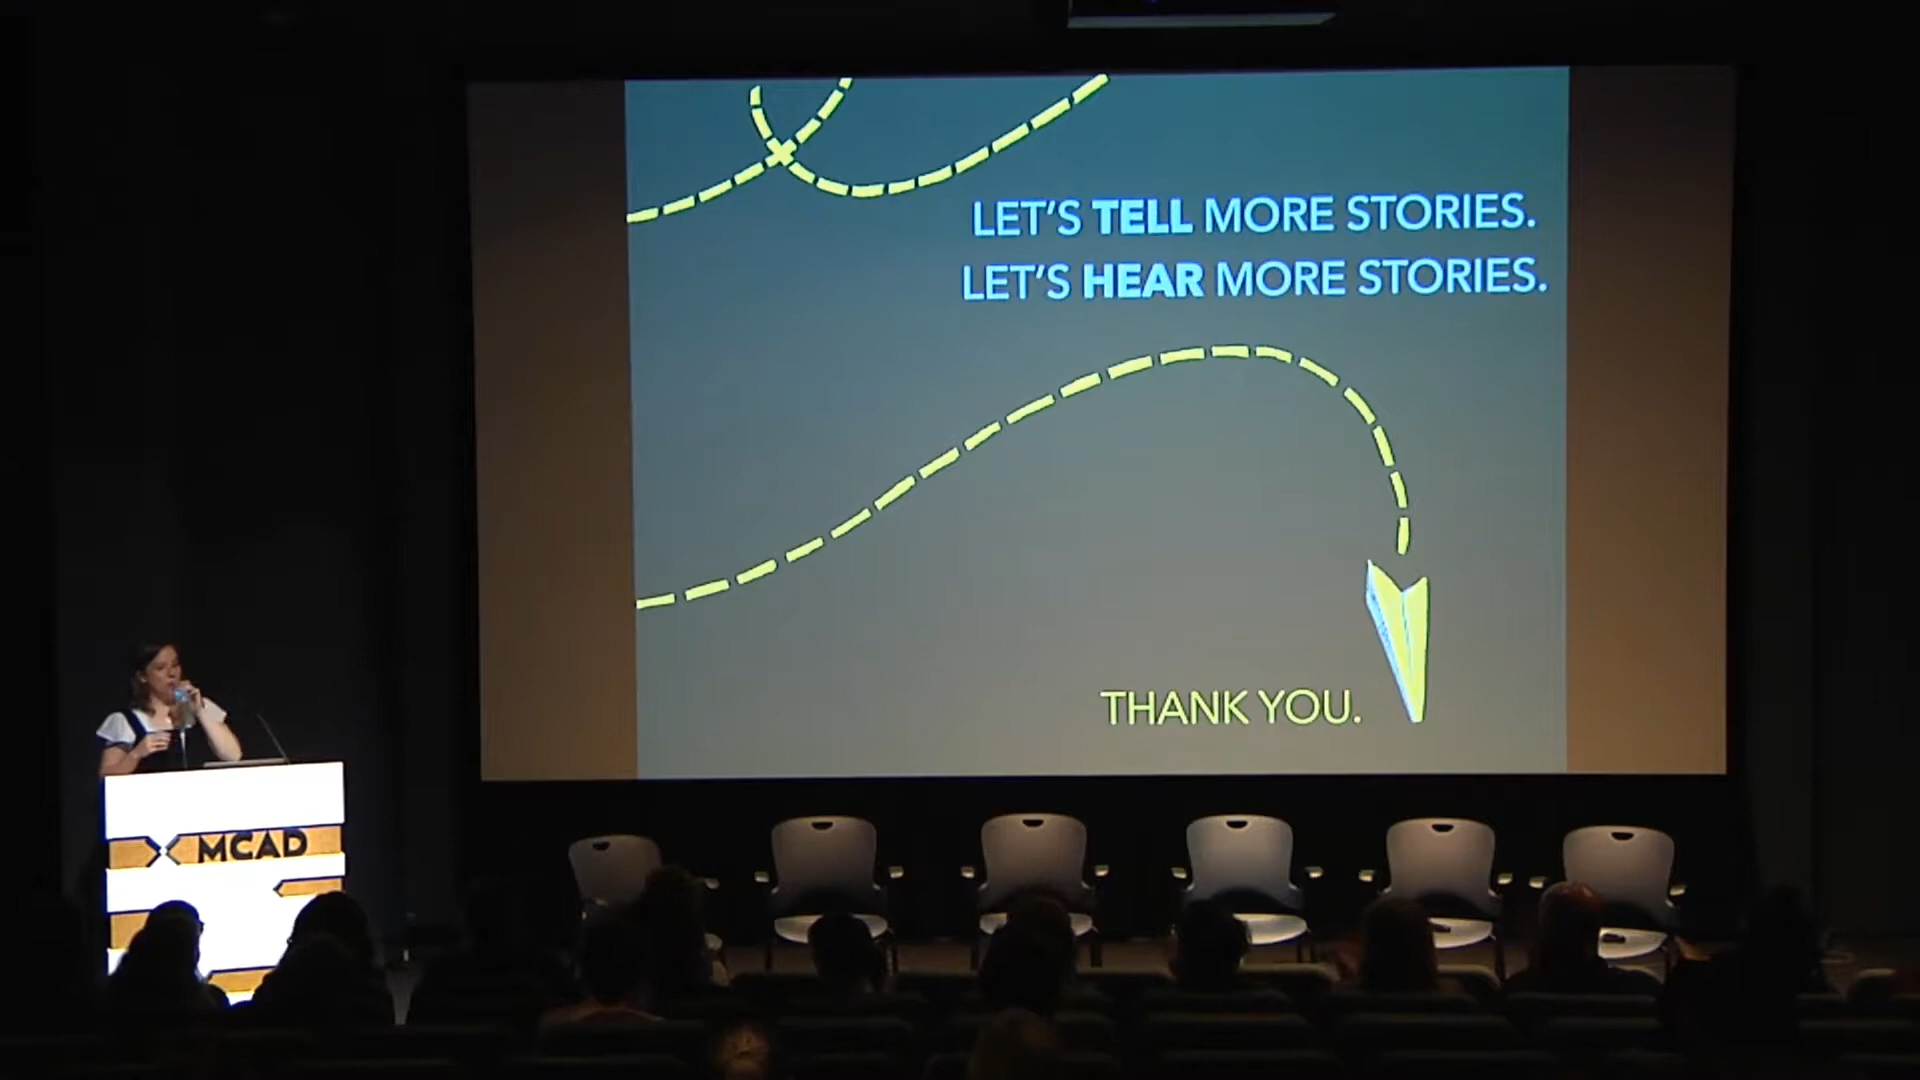 LET'S TELL MORE STORIES.
LET'S HEAR MORE STORIES.
THANK YOU.
MCAD